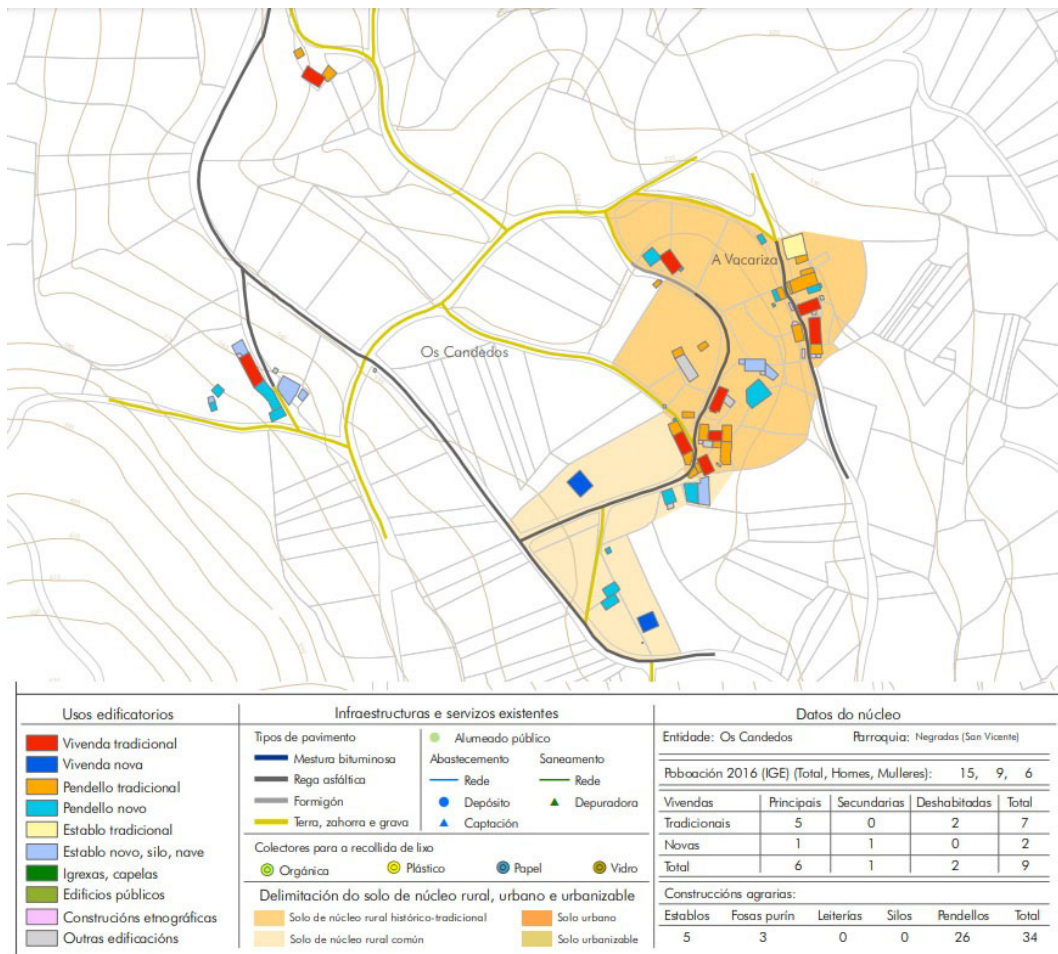 A Vacariza
Os Candedos
Usos edificatorios
Vivenda tradicional
Vivenda nova
Pendello tradicional
Pendello novo
Establo tradicional
Establo novo, silo, nave
Igrexas, capelas
Edificios públicos
Construcións etnográficas
Outras edificacións
Infraestructuras e servizos existentes
Tipos de pavimento
Mestura bituminosa
Rega asfáltica
Formigón
Terra, zahorra e grava
Alumeado público
Abastecemento Saneamento
Rede Rede
Depósito Depuradora
Captación
Colectores para a recollida de lixo
Orgánica Plástico Papel Vidro
Delimitación do solo de núcleo rural, urbano e urbanizable
Solo de núcleo rural histórico-tradicional Solo urbano
Solo de núcleo rural común Solo urbanizable
Datos do núcleo
Entidade: Os Candedos Parroquia: Negradas (San Vicente)
Poboación 2016 (IGE) (Total, Homes, Mulleres): 15, 9, 6
Vivendas Principais Secundarias Deshabitadas Total
Tradicionais 5 0 2 7
Novas 1 1 0 2
Total 6 1 2 9
Construccións agrarias:
Establos Fosas purín Leiterías Silos Pendellos Total
5 3 0 0 26 34